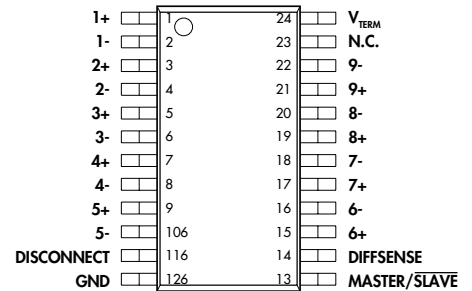 1+ 1 24 V_TERM
1- 2 23 N.C.
2+ 3 22 9-
2- 4 21 9+
3+ 5 20 8-
3- 6 19 8+
4+ 7 18 7-
4- 8 17 7+
5+ 9 16 6-
5- 106 15 6+
DISCONNECT 116 14 DIFFSENSE
GND 126 13 MASTER/S̅L̅A̅V̅E̅